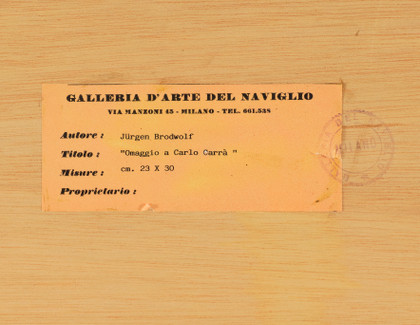 GALLERIA D'ARTE DEL NAVIGLIO
VIA MANZONI 45 - MILANO - TEL. 661.538
Autore : Jürgen Brodwolf
Titolo : "Omaggio a Carlo Carrà "
Misure : cm. 23 X 30
Proprietario :
MILANO